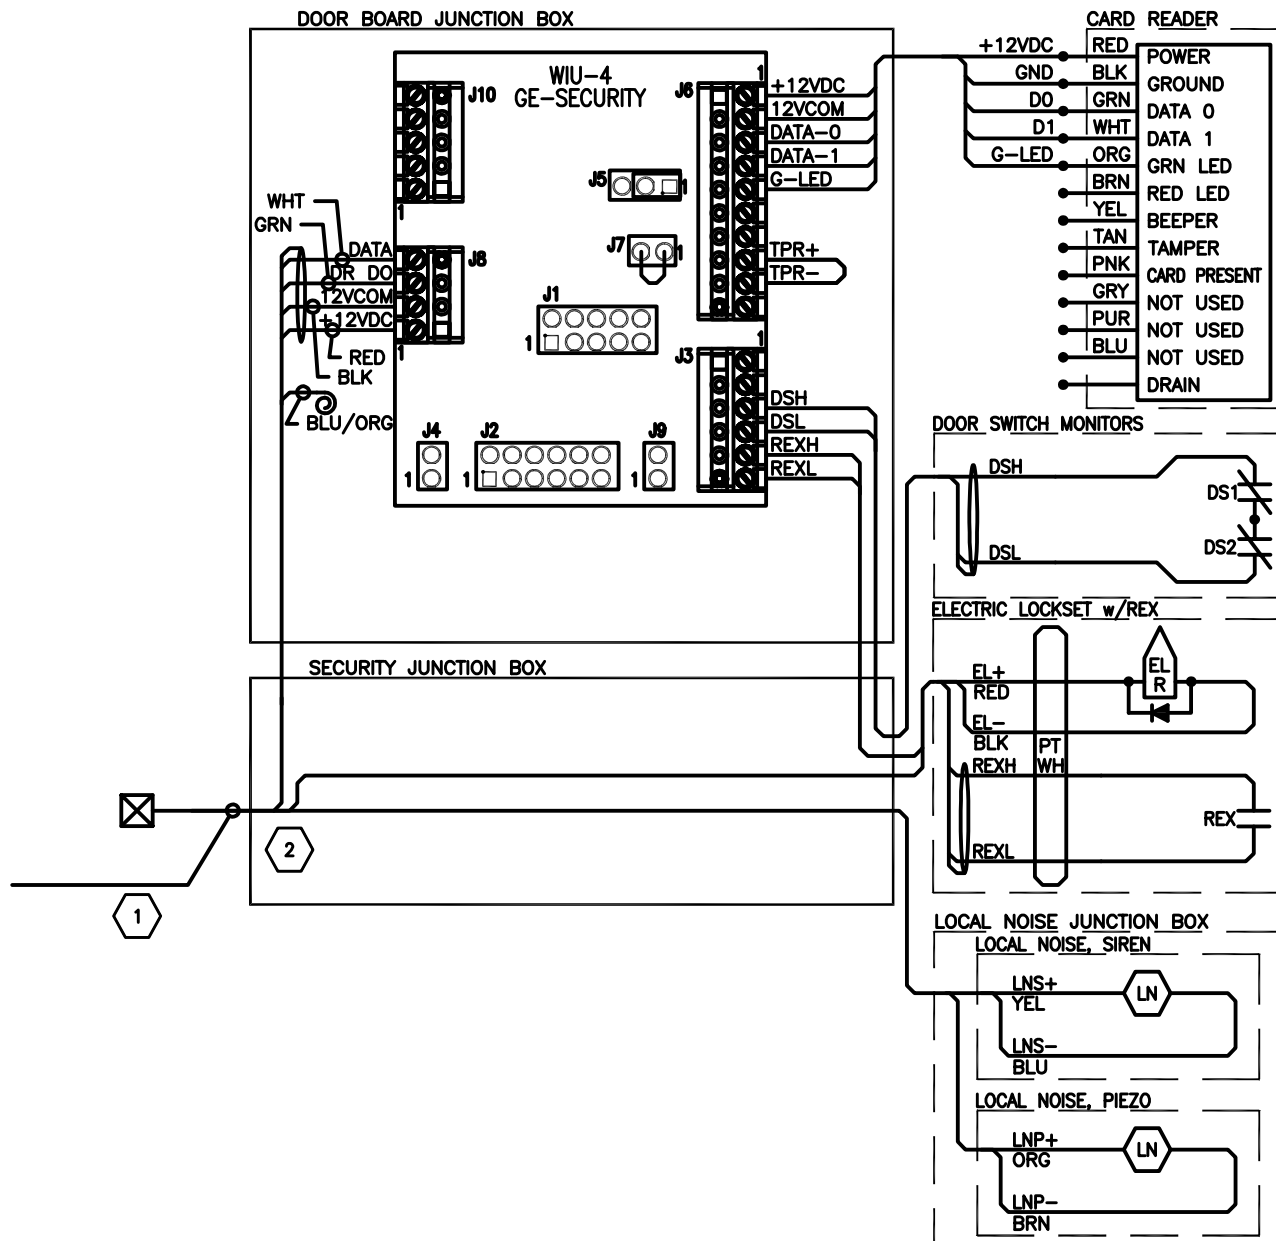 DOOR BOARD JUNCTION BOX
WIU-4
GE-SECURITY
J10
1
J6
1
+12VDC
12VCOM
DATA-0
DATA-1
G-LED
TPR+
TPR-
J5
1
J7
1
WHT
GRN
DATA
DR DO
12VCOM
+12VDC
J8
1
RED
BLK
BLU/ORG
J1
1
J3
1
DSH
DSL
REXH
REXL
J4
1
J2
1
J9
1
CARD READER
+12VDC RED POWER
GND BLK GROUND
D0 GRN DATA 0
D1 WHT DATA 1
G-LED ORG GRN LED
BRN RED LED
YEL BEEPER
TAN TAMPER
PNK CARD PRESENT
GRY NOT USED
PUR NOT USED
BLU NOT USED
DRAIN
DOOR SWITCH MONITORS
DSH
DS1
DS2
DSL
ELECTRIC LOCKSET w/REX
EL+
RED
EL
R
EL-
BLK
PT
WH
REXH
REX
REXL
SECURITY JUNCTION BOX
2
1
LOCAL NOISE JUNCTION BOX
LOCAL NOISE, SIREN
LNS+
YEL
LN
LNS-
BLU
LOCAL NOISE, PIEZO
LNP+
ORG
LN
LNP-
BRN